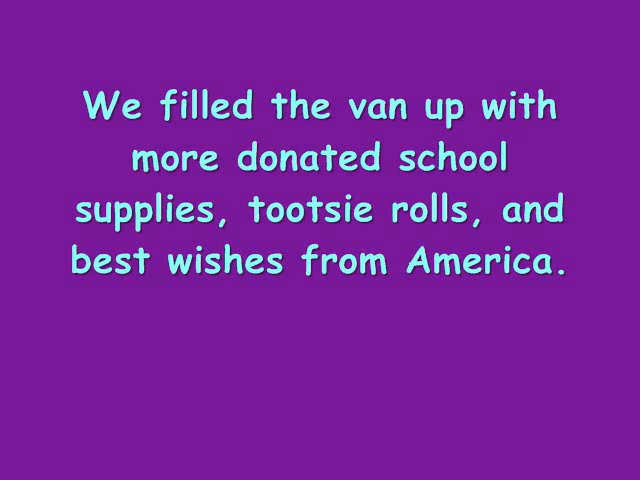 We filled the van up with
more donated school
supplies, tootsie rolls, and
best wishes from America.